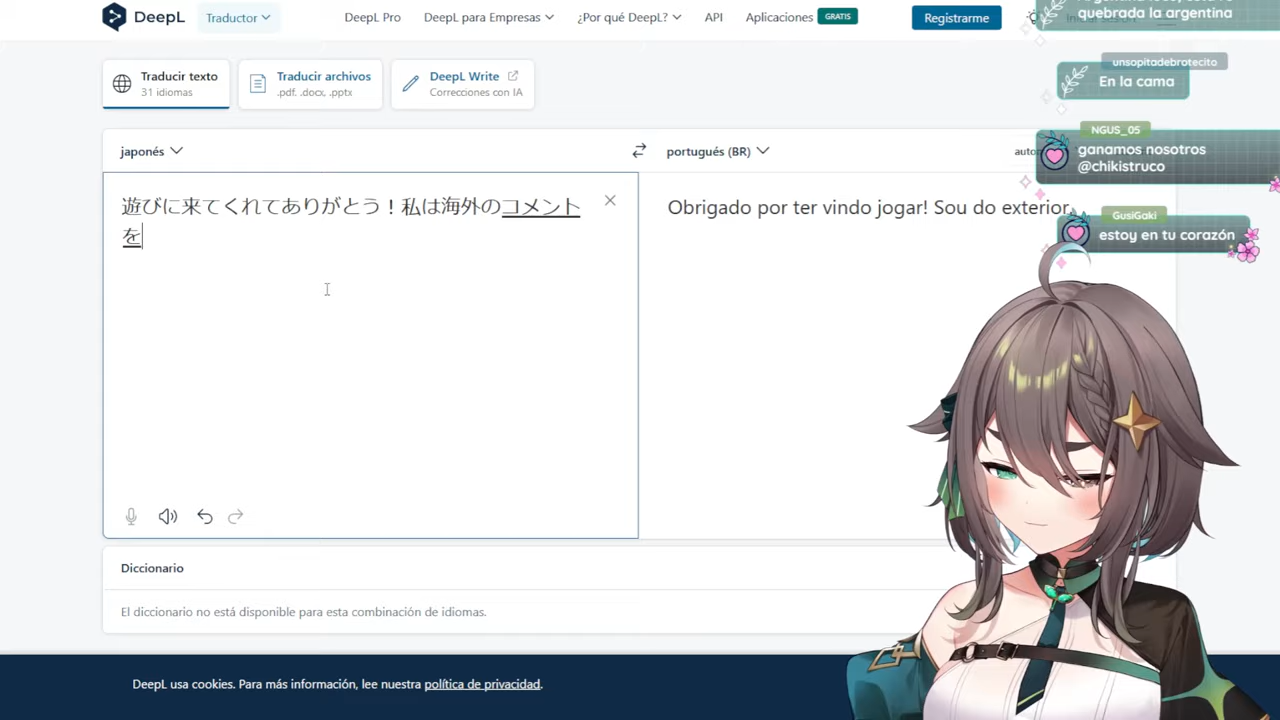 DeepL
Traductor
DeepL Pro
DeepL para Empresas
¿Por qué DeepL?
API
Aplicaciones
GRATIS
Registrarme
quebrada la argentina
Traducir texto
31 idiomas
Traducir archivos
.pdf, .docx, .pptx
DeepL Write
Correcciones con IA
unsopitadebrotecito
En la cama
NGUS_05
ganamos nosotros
@chikistruco
japonés
portugués (BR)
遊びに来てくれてありがとう！私は海外のコメント
を
Obrigado por ter vindo jogar! Sou do exterior.
GusiGaki
estoy en tu corazón
Diccionario
El diccionario no está disponible para esta combinación de idiomas.
DeepL usa cookies. Para más información, lee nuestra política de privacidad.